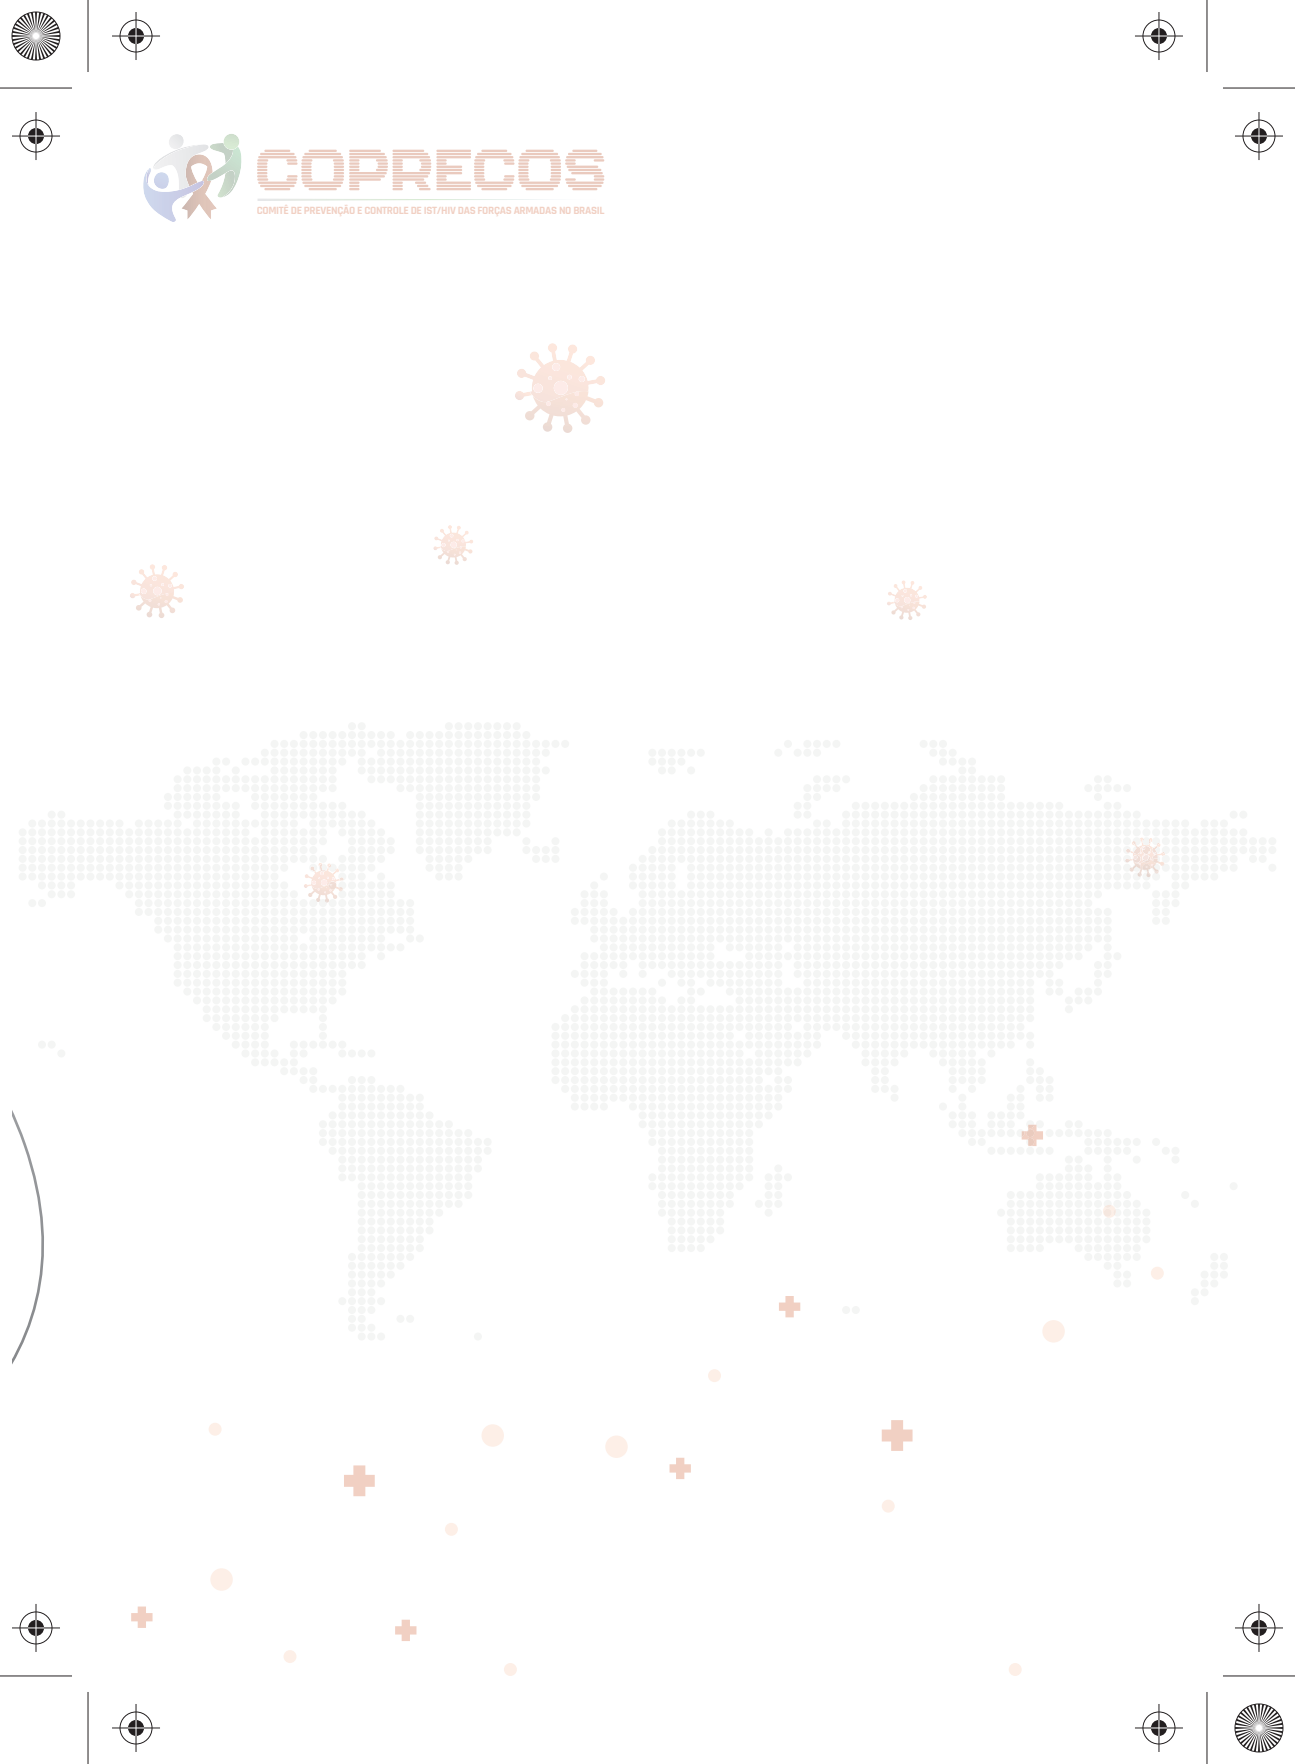 COPRECOS
COMITÊ DE PREVENÇÃO E CONTROLE DE IST/HIV DAS FORÇAS ARMADAS NO BRASIL